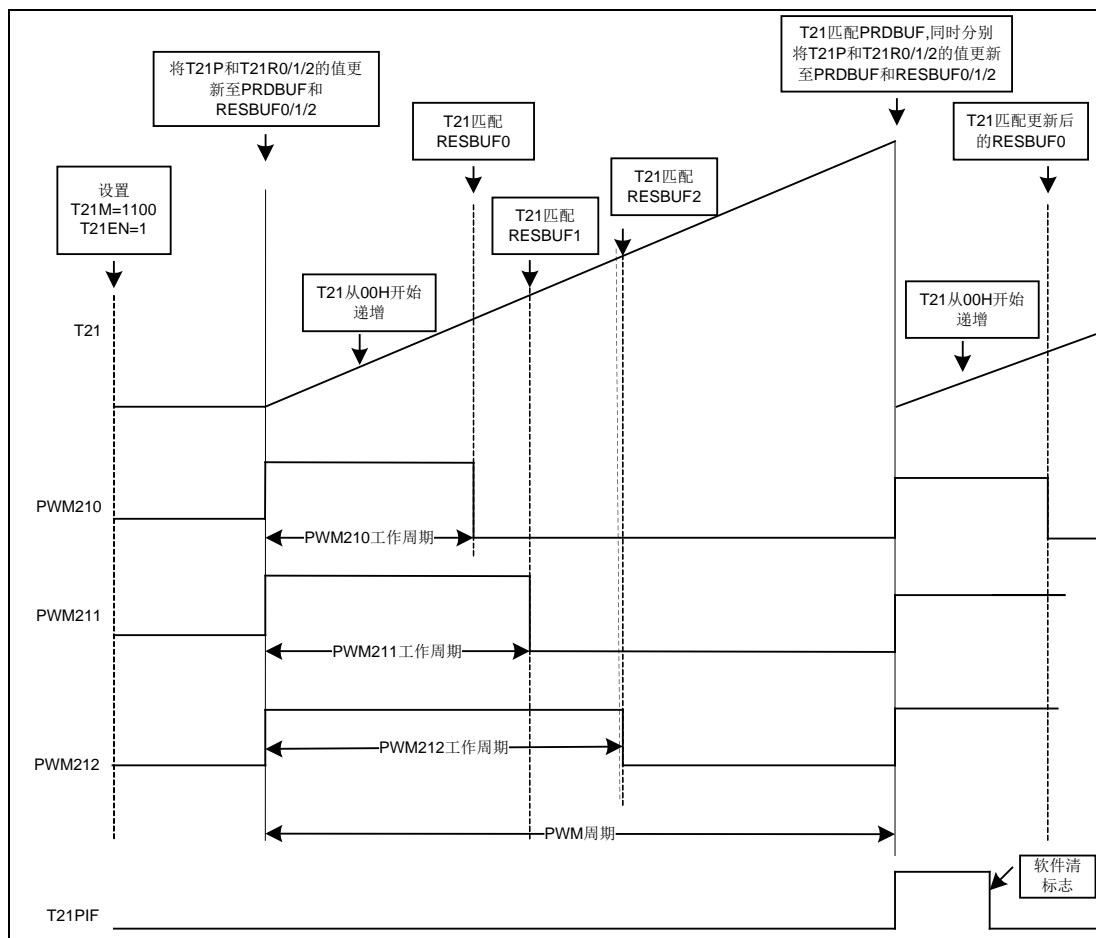 T21匹配PRDBUF,同时分别
将T21P和T21R0/1/2的值更新
至PRDBUF和RESBUF0/1/2
将T21P和T21R0/1/2的值更
新至PRDBUF和
RESBUF0/1/2
T21匹配
RESBUF0
T21匹配更新后
的RESBUF0
T21匹配
RESBUF2
设置
T21M=1100
T21EN=1
T21匹配
RESBUF1
T21从00H开始
递增
T21从00H开始
递增
T21
PWM210
PWM210工作周期
PWM211
PWM211工作周期
PWM212工作周期
PWM212
PWM周期
软件清
标志
T21PIF